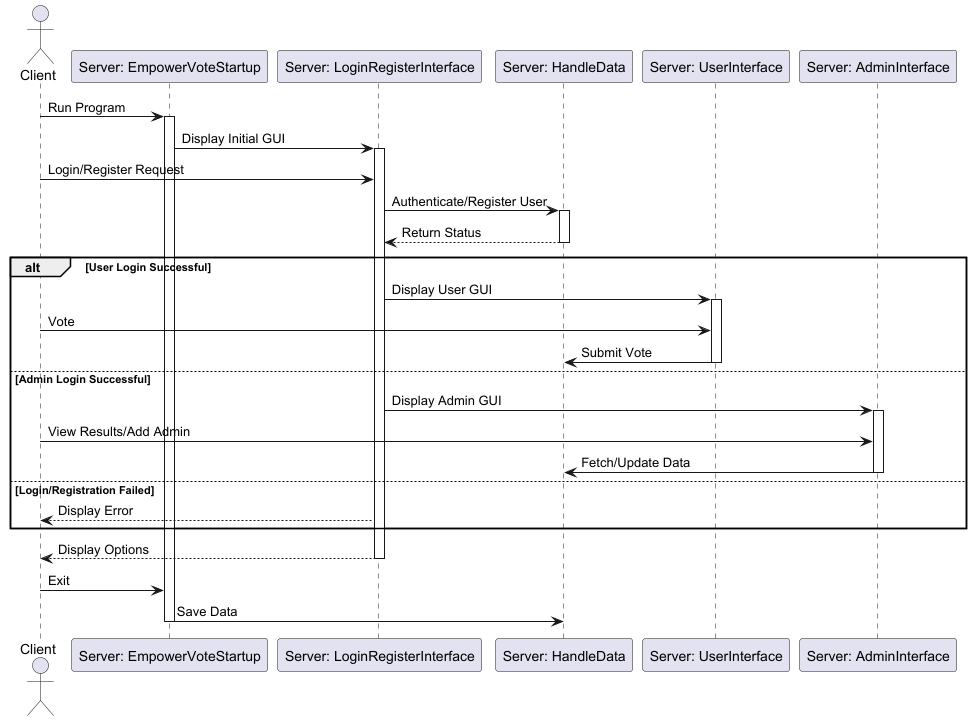 Client
Server: EmpowerVoteStartup
Server: LoginRegisterInterface
Server: HandleData
Server: UserInterface
Server: AdminInterface
Run Program
Display Initial GUI
Login/Register Request
Authenticate/Register User
Return Status
alt
[User Login Successful]
Display User GUI
Vote
Submit Vote
[Admin Login Successful]
Display Admin GUI
View Results/Add Admin
Fetch/Update Data
[Login/Registration Failed]
Display Error
Display Options
Exit
Save Data
Client
Server: EmpowerVoteStartup
Server: LoginRegisterInterface
Server: HandleData
Server: UserInterface
Server: AdminInterface